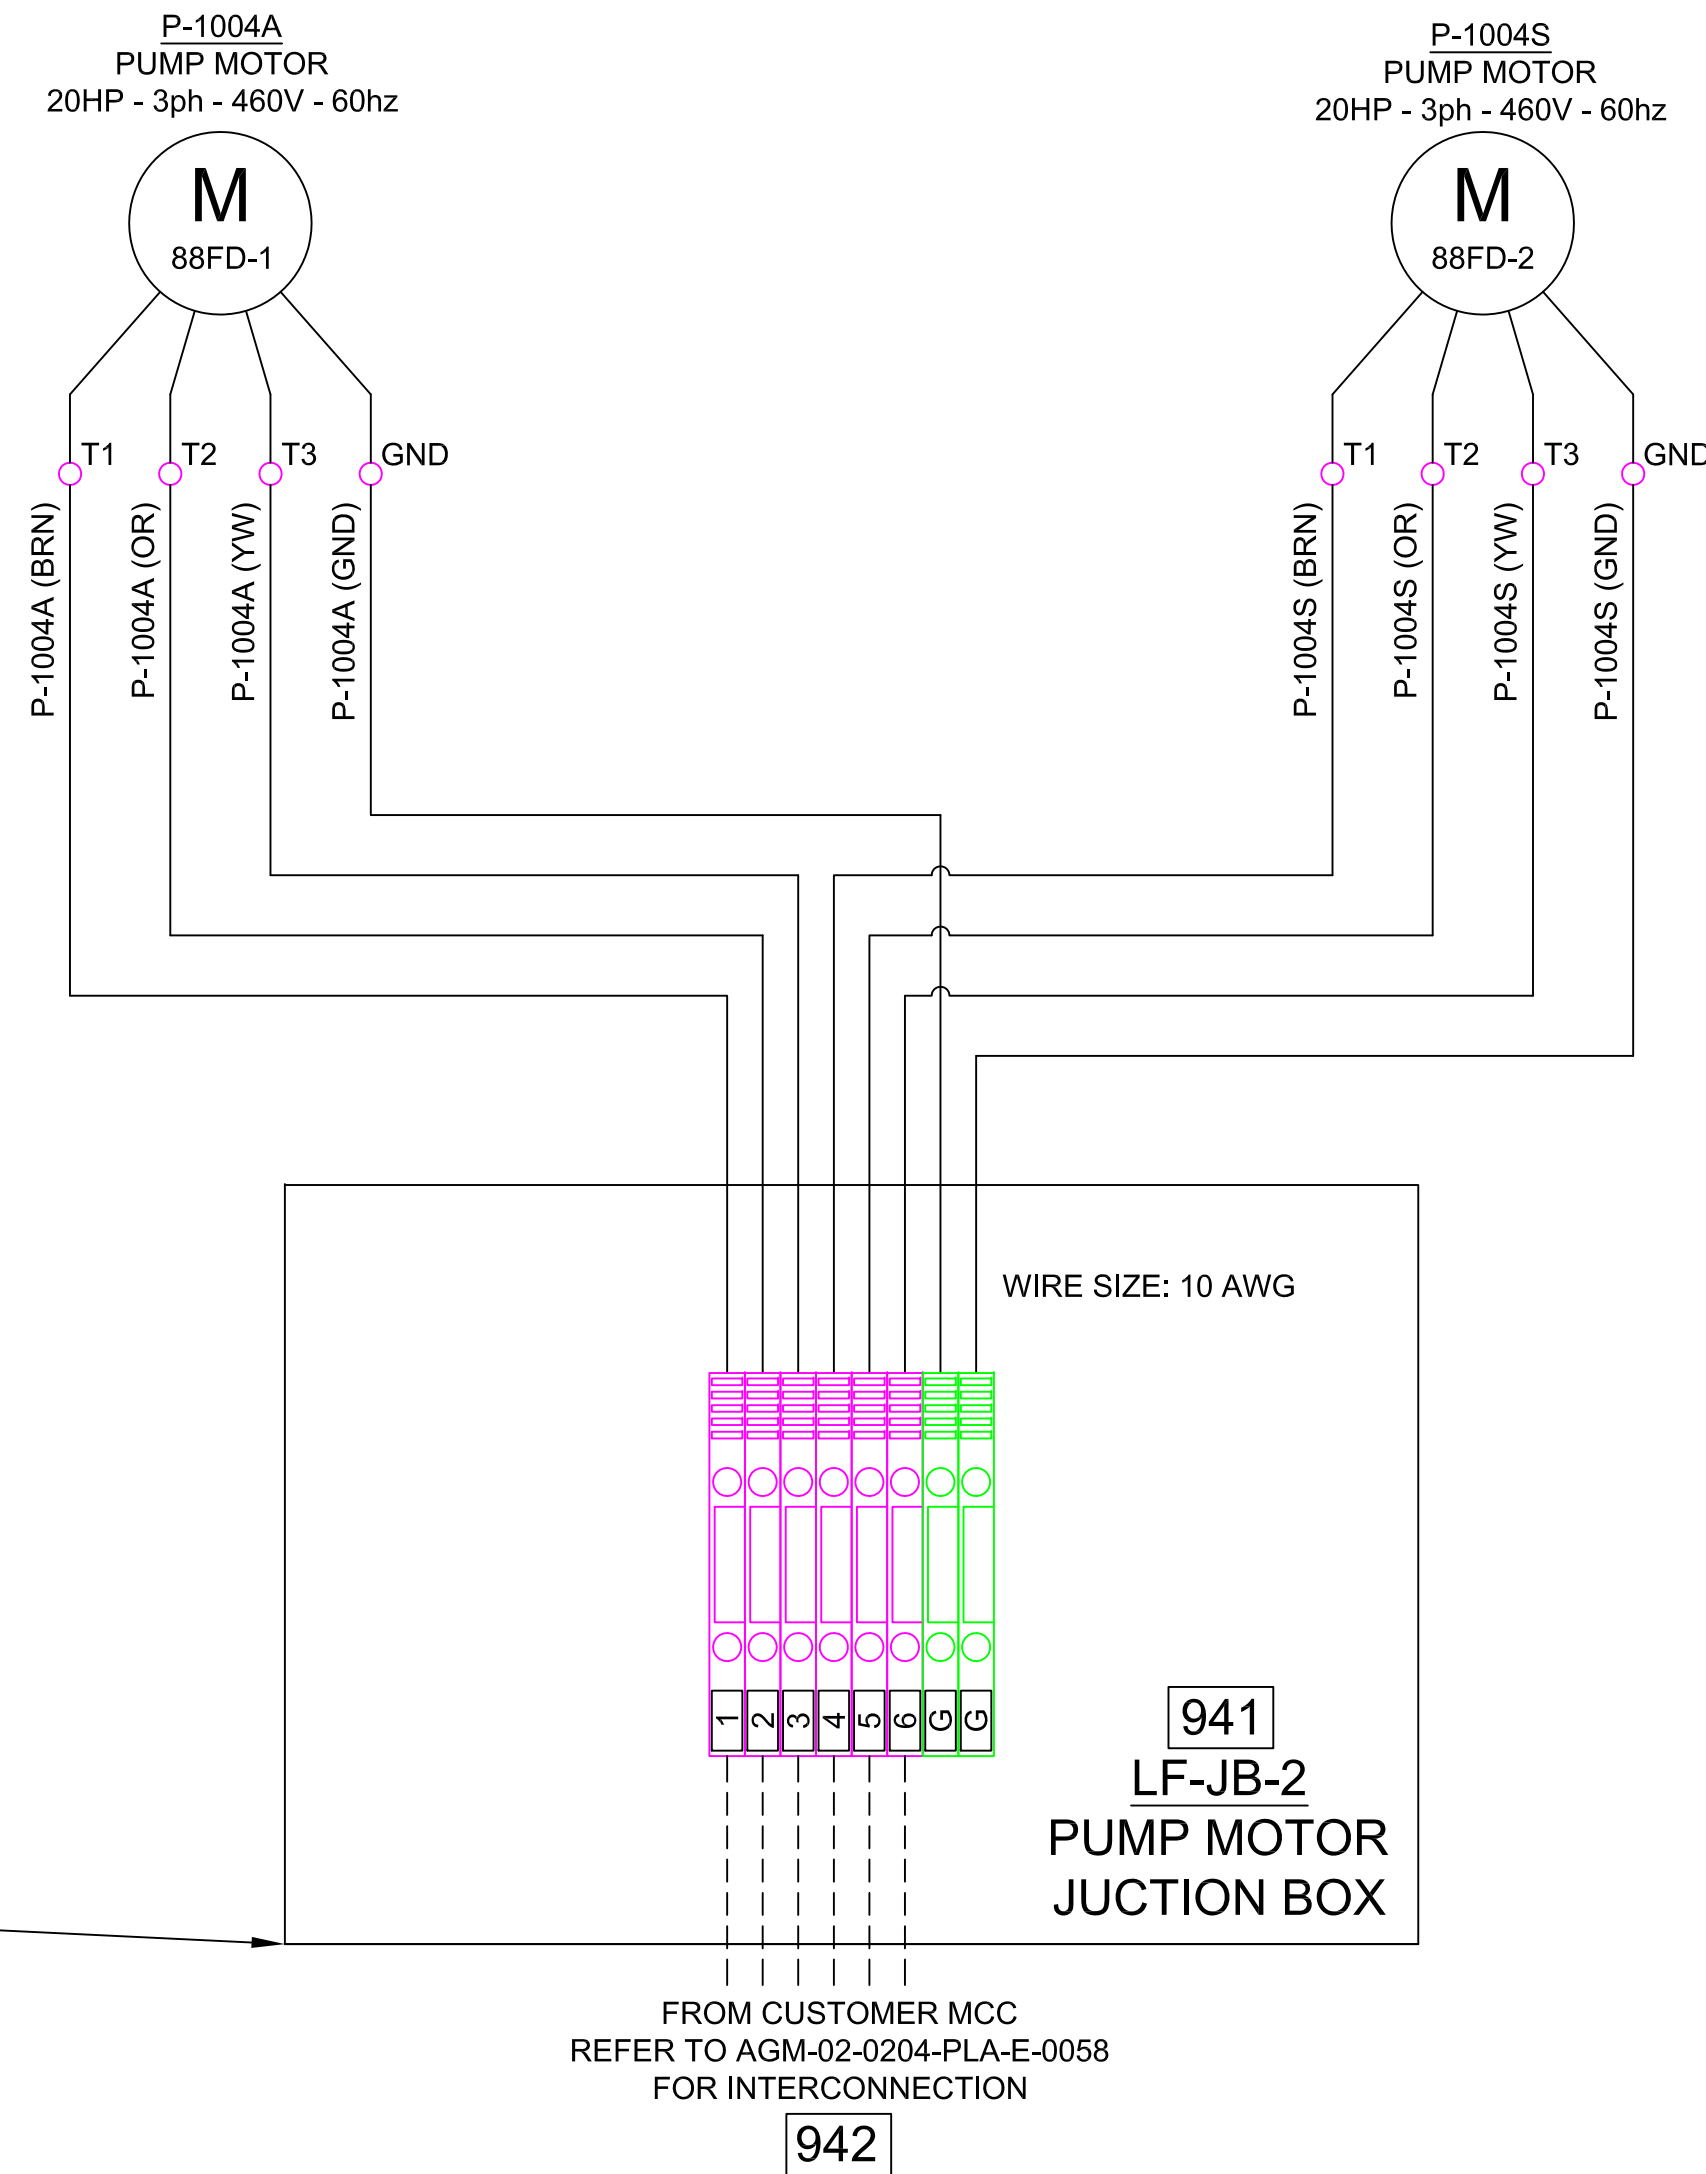 P-1004A
PUMP MOTOR
20HP - 3ph - 460V - 60hz
M
88FD-1
T1
T2
T3
GND
P-1004A (BRN)
P-1004A (OR)
P-1004A (YW)
P-1004A (GND)
P-1004S
PUMP MOTOR
20HP - 3ph - 460V - 60hz
M
88FD-2
T1
T2
T3
GND
P-1004S (BRN)
P-1004S (OR)
P-1004S (YW)
P-1004S (GND)
WIRE SIZE: 10 AWG
1
2
3
4
5
6
G
G
941
LF-JB-2
PUMP MOTOR
JUCTION BOX
FROM CUSTOMER MCC
REFER TO AGM-02-0204-PLA-E-0058
FOR INTERCONNECTION
942